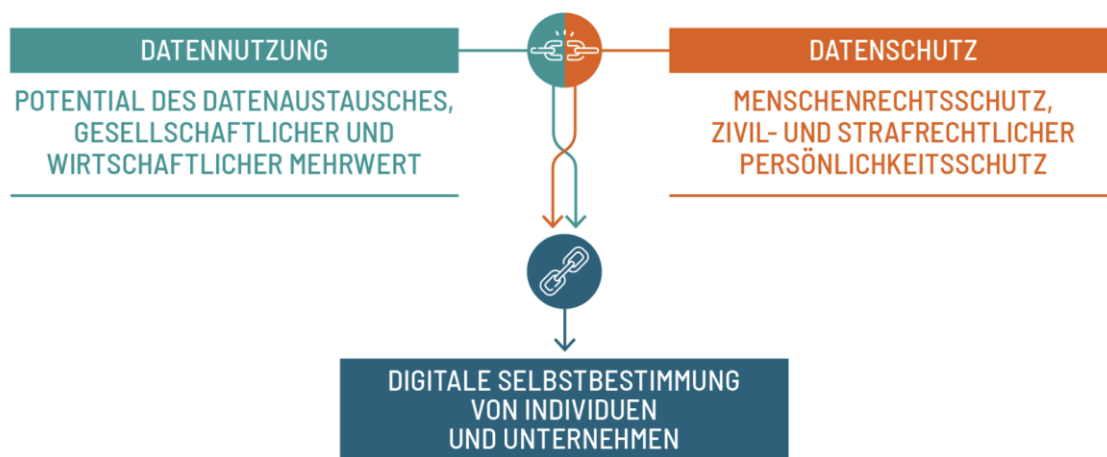 DATENNUTZUNG
POTENTIAL DES DATENAUSTAUSCHES,
GESELLSCHAFTLICHER UND
WIRTSCHAFTLICHER MEHRWERT
DATENSCHUTZ
MENSCHENRECHTSSCHUTZ,
ZIVIL- UND STRAFRECHTLICHER
PERSÖNLICHKEITSSCHUTZ
DIGITALE SELBSTBESTIMMUNG
VON INDIVIDUEN
UND UNTERNEHMEN